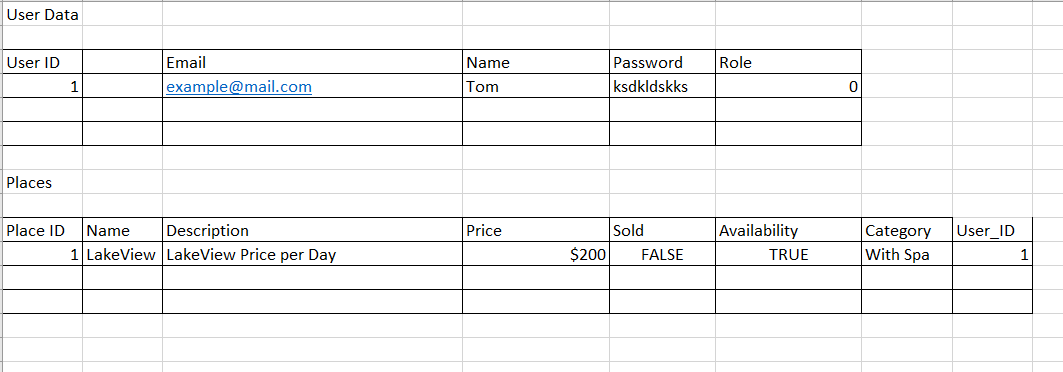 User Data
User ID Email Name Password Role
1 example@mail.com Tom ksdkldskks 0
Places
Place ID Name Description Price Sold Availability Category User_ID
1 LakeView LakeView Price per Day $200 FALSE TRUE With Spa 1